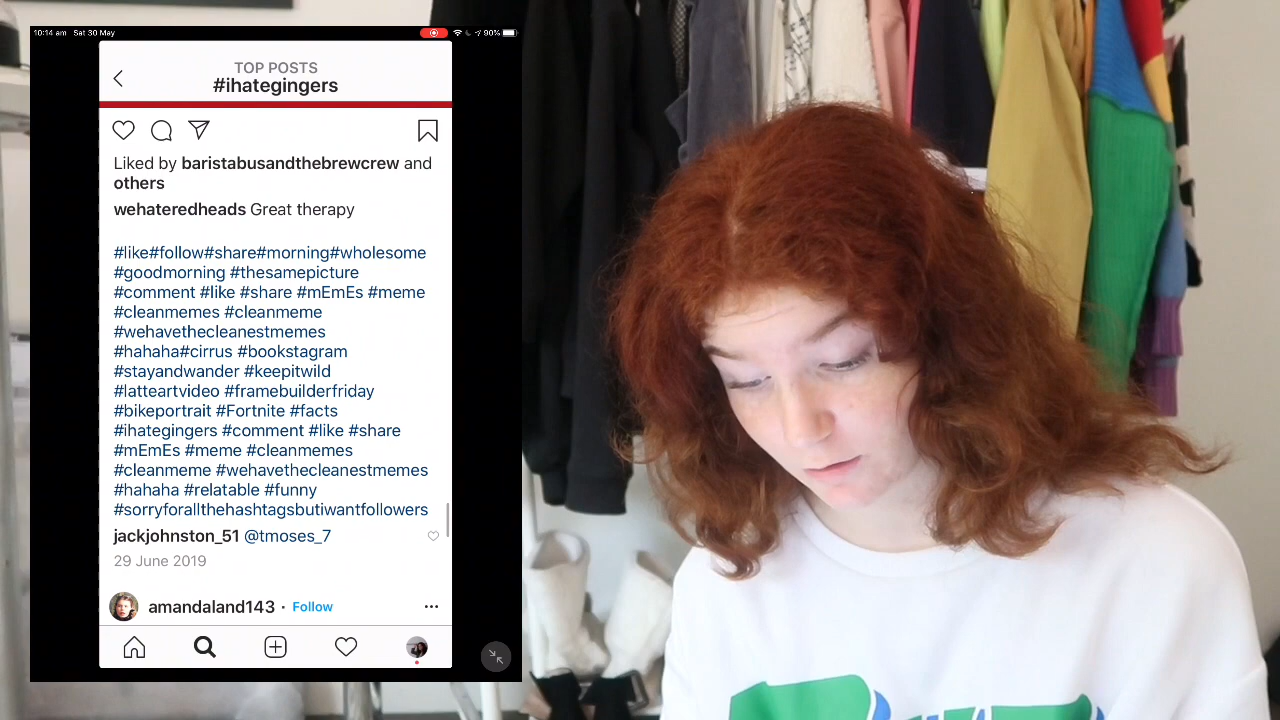 10:14 am Sat 30 May
90%
TOP POSTS
#ihategingers
Liked by baristabusandthebrewcrew and
others
wehateredheads Great therapy
#like#follow#share#morning#wholesome
#goodmorning #thesamepicture
#comment #like #share #mEmEs #meme
#cleanmemes #cleanmeme
#wehavethecleanestmemes
#hahaha#cirrus #bookstagram
#stayandwander #keepitwild
#latteartvideo #framebuilderfriday
#bikeportrait #Fortnite #facts
#ihategingers #comment #like #share
#mEmEs #meme #cleanmemes
#cleanmeme #wehavethecleanestmemes
#hahaha #relatable #funny
#sorryforallthehashtagsbutiwantfollowers
jackjohnston_51 @tmoses_7
29 June 2019
amandaland143 · Follow